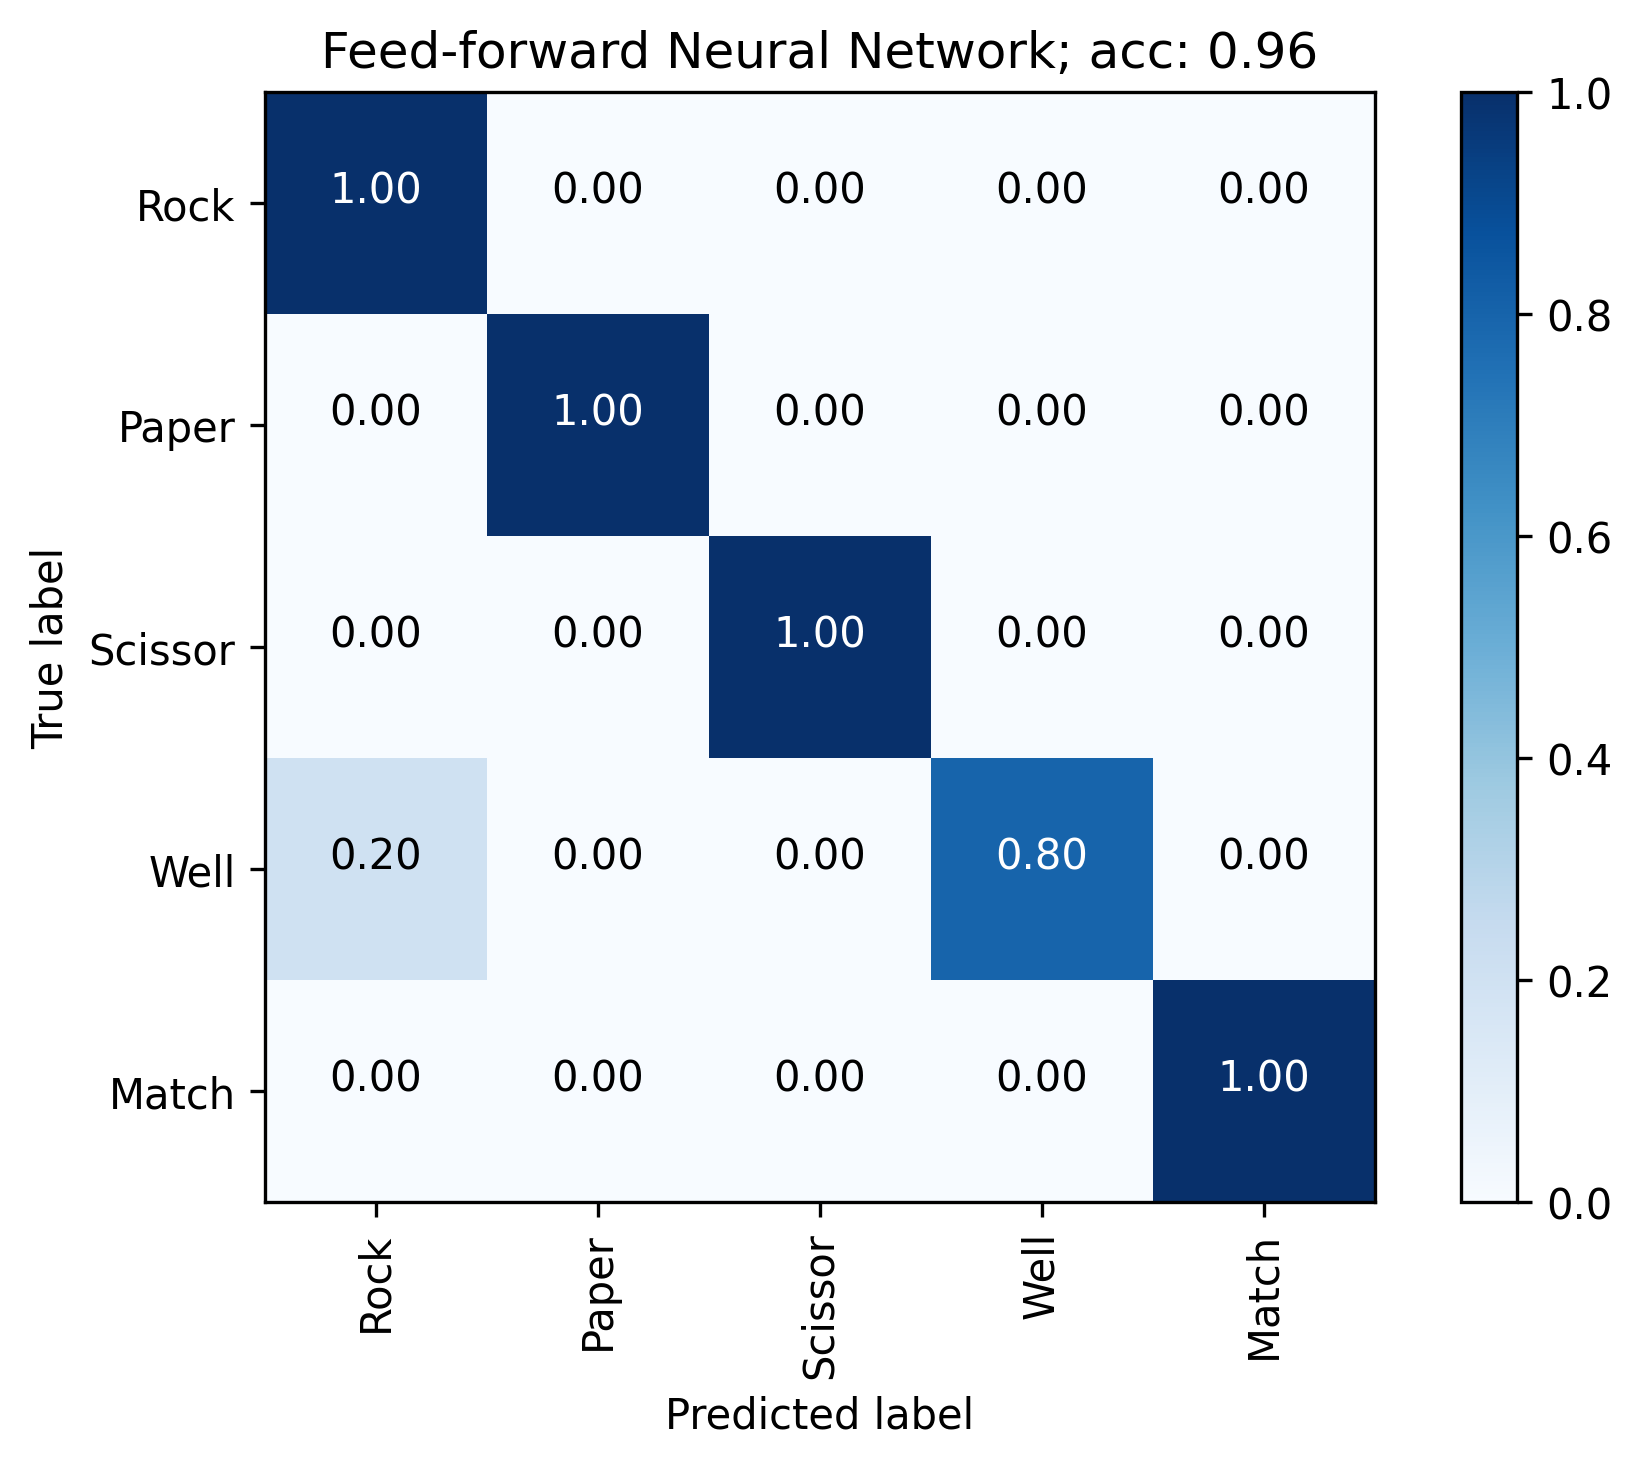 Feed-forward Neural Network; acc: 0.96
True label
Rock 1.00 0.00 0.00 0.00 0.00
Paper 0.00 1.00 0.00 0.00 0.00
Scissor 0.00 0.00 1.00 0.00 0.00
Well 0.20 0.00 0.00 0.80 0.00
Match 0.00 0.00 0.00 0.00 1.00
Rock Paper Scissor Well Match
Predicted label
1.0
0.8
0.6
0.4
0.2
0.0